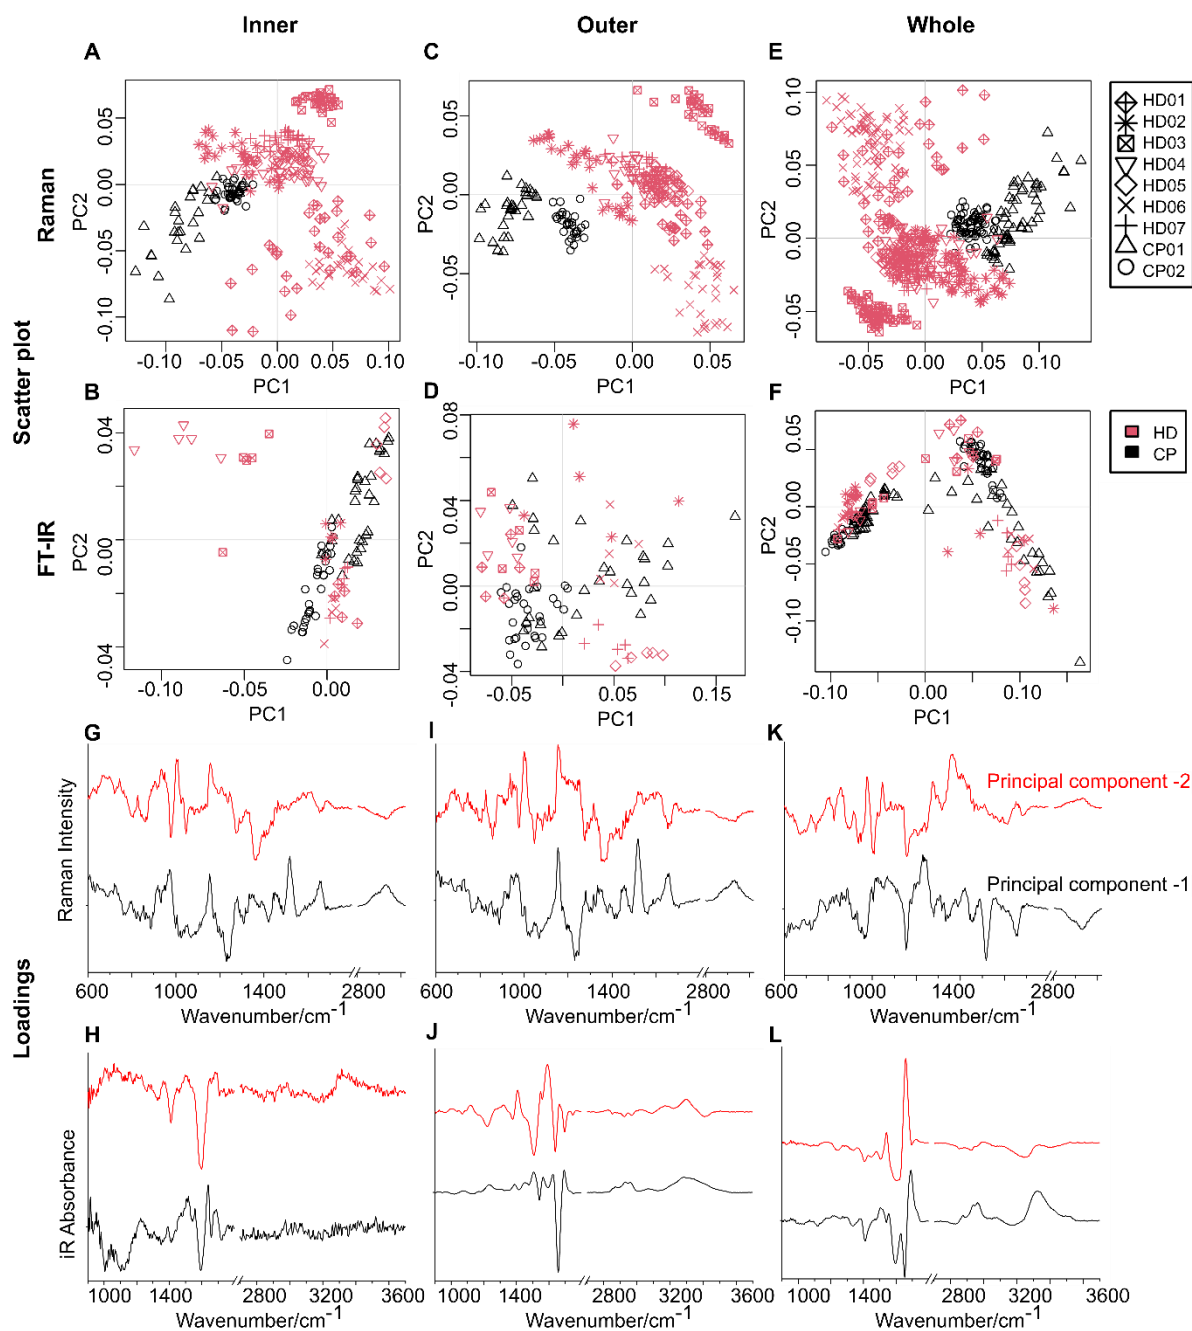 Inner Outer Whole
A C E
Raman
PC2
0.05
0.00
-0.05
-0.10
-0.10 -0.05 0.00 0.05 0.10
PC1
PC2
0.05
0.00
-0.05
-0.10 -0.05 0.00 0.05
PC1
PC2
0.10
0.05
0.00
-0.05
-0.05 0.00 0.05 0.10
PC1
HD01
HD02
HD03
HD04
HD05
HD06
HD07
CP01
CP02
Scatter plot
B D F
FT-IR
PC2
0.04
0.00
-0.04
-0.10 -0.05 0.00
PC1
PC2
0.08
0.04
0.00
-0.04
-0.05 0.05 0.15
PC1
PC2
0.05
0.00
-0.05
-0.10
-0.10 0.00 0.10
PC1
HD
CP
G I K
Raman Intensity
Principal component -2
Principal component -1
600 1000 1400 2800
Wavenumber/cm⁻¹
600 1000 1400 2800
Wavenumber/cm⁻¹
600 1000 1400 2800
Wavenumber/cm⁻¹
Loadings
H J L
iR Absorbance
900 1400 2800 3600
Wavenumber/cm⁻¹
900 1400 2800 3600
Wavenumber/cm⁻¹
900 1400 2800 3600
Wavenumber/cm⁻¹